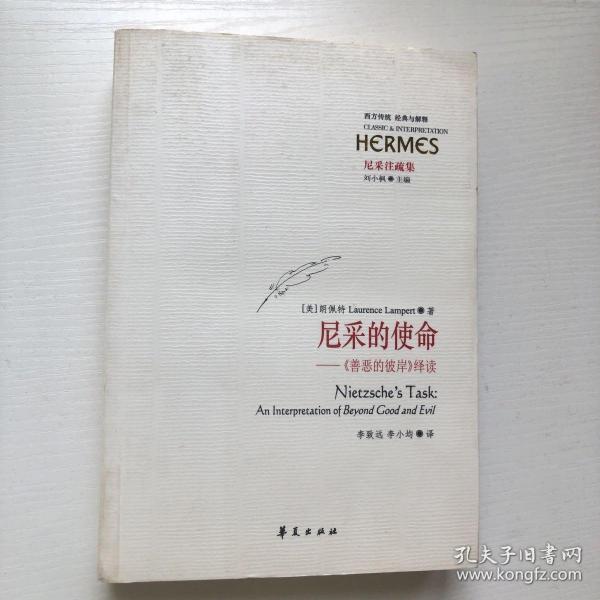 西方传统 经典与解释
CLASSIC & INTERPRETATION
HERMES
尼采注疏集
刘小枫◉主编
[美]朗佩特 Laurence Lampert◉著
尼采的使命
——《善恶的彼岸》绎读
Nietzsche's Task:
An Interpretation of Beyond Good and Evil
李致远 李小均◉译
华夏出版社
孔夫子旧书网
www.kongfz.com